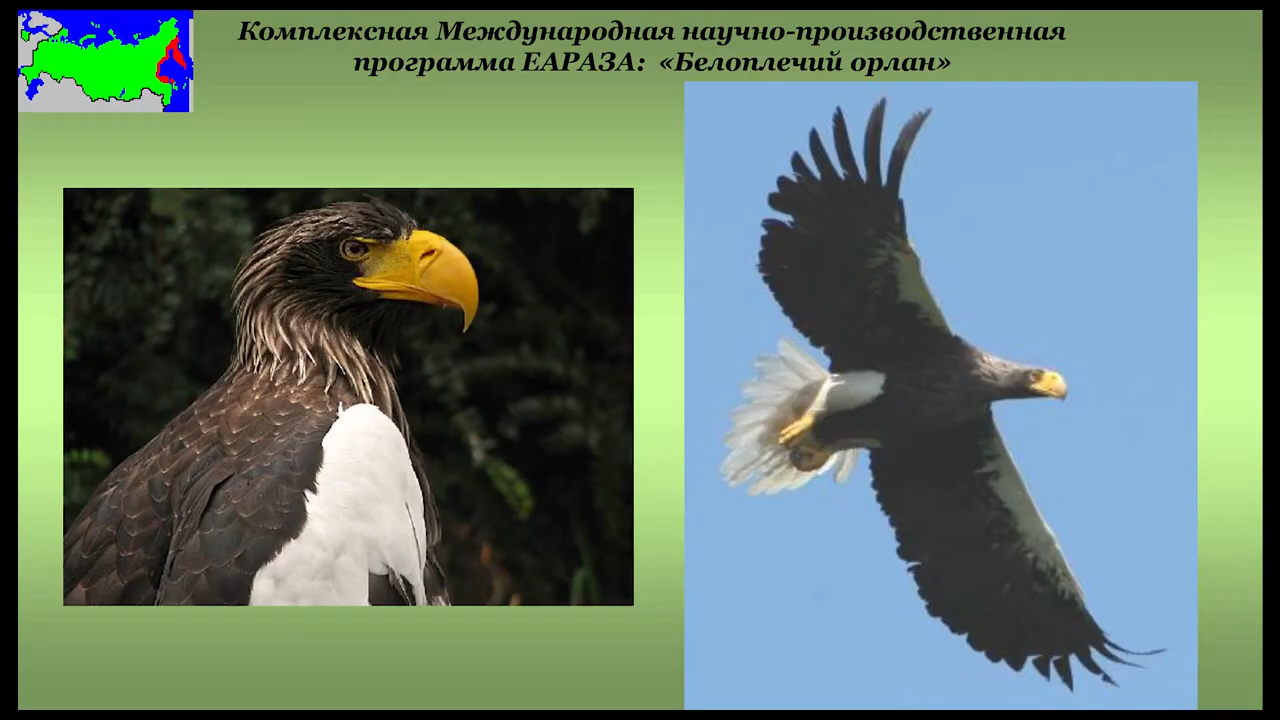 Комплексная Международная научно-производственная
программа ЕАРАЗА: «Белоплечий орлан»